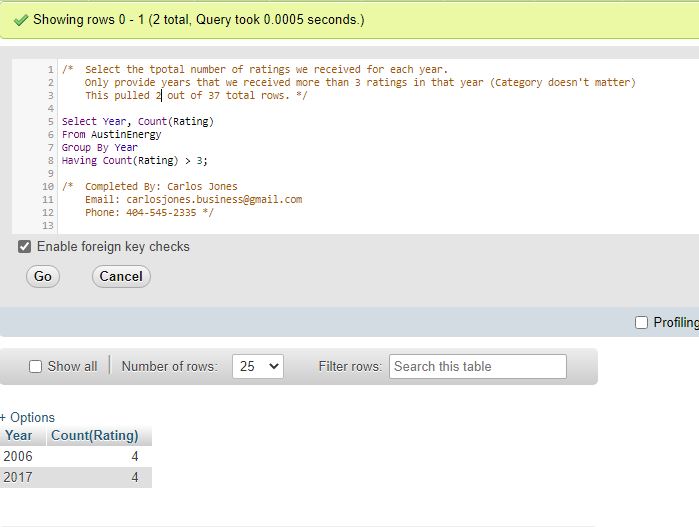 Showing rows 0 - 1 (2 total, Query took 0.0005 seconds.)
1 /* Select the tpotal number of ratings we received for each year.
2 Only provide years that we received more than 3 ratings in that year (Category doesn't matter)
3 This pulled 2 out of 37 total rows. */
4
5 Select Year, Count(Rating)
6 From AustinEnergy
7 Group By Year
8 Having Count(Rating) > 3;
9
10 /* Completed By: Carlos Jones
11 Email: carlosjones.business@gmail.com
12 Phone: 404-545-2335 */
13
Enable foreign key checks
Go Cancel
Profiling
Show all Number of rows: 25 Filter rows: Search this table
+ Options
Year Count(Rating)
2006 4
2017 4